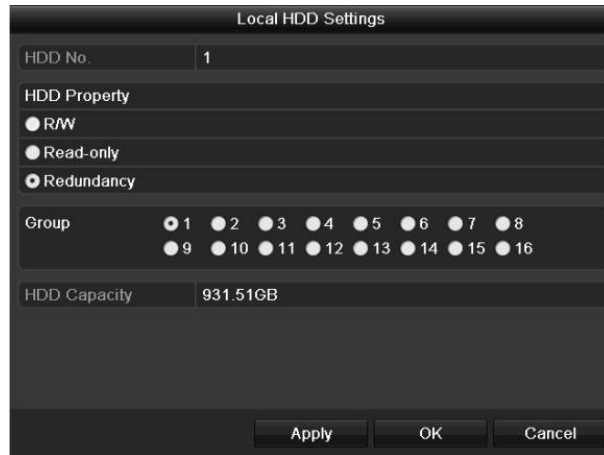 Local HDD Settings
HDD No. 1
HDD Property
R/W
Read-only
Redundancy
Group 1 2 3 4 5 6 7 8
9 10 11 12 13 14 15 16
HDD Capacity 931.51GB
Apply OK Cancel